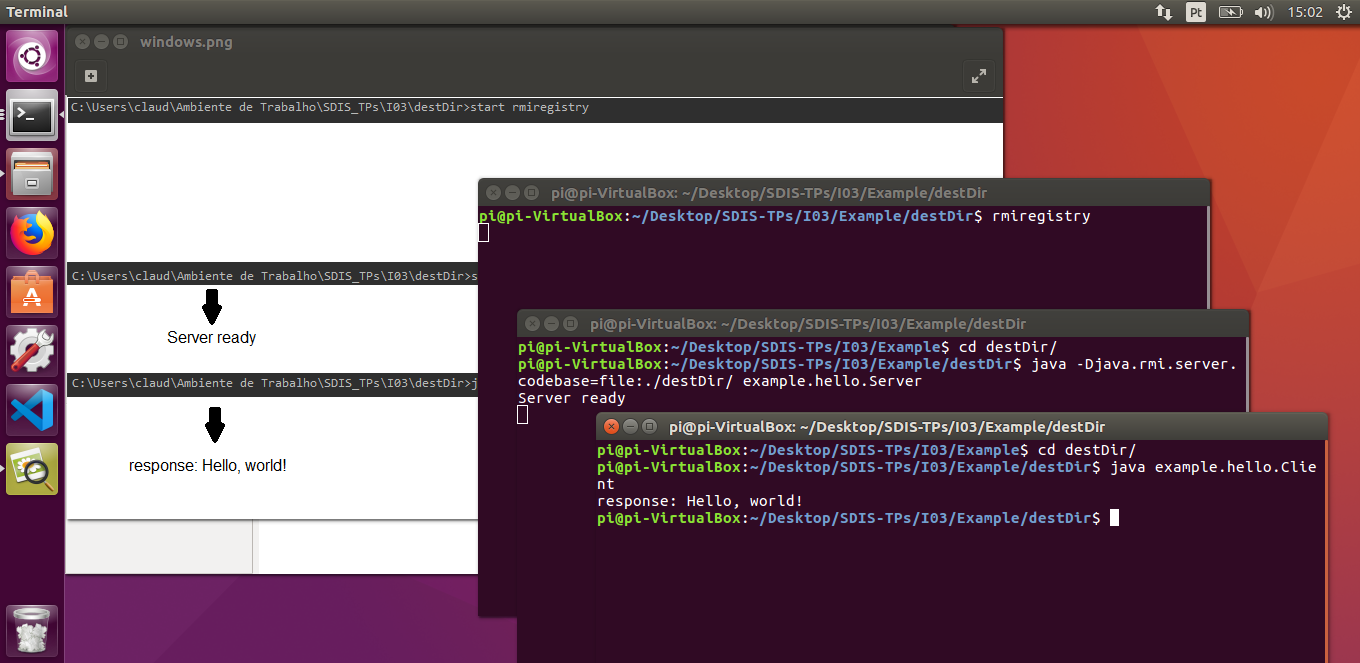 Terminal
Pt
15:02
windows.png
C:\Users\claud\Ambiente de Trabalho\SDIS_TPs\I03\destDir>start rmiregistry
C:\Users\claud\Ambiente de Trabalho\SDIS_TPs\I03\destDir>s
Server ready
C:\Users\claud\Ambiente de Trabalho\SDIS_TPs\I03\destDir>j
response: Hello, world!
pi@pi-VirtualBox: ~/Desktop/SDIS-TPs/I03/Example/destDir
pi@pi-VirtualBox:~/Desktop/SDIS-TPs/I03/Example/destDir$ rmiregistry
pi@pi-VirtualBox: ~/Desktop/SDIS-TPs/I03/Example/destDir
pi@pi-VirtualBox:~/Desktop/SDIS-TPs/I03/Example$ cd destDir/
pi@pi-VirtualBox:~/Desktop/SDIS-TPs/I03/Example/destDir$ java -Djava.rmi.server.
codebase=file:./destDir/ example.hello.Server
Server ready
pi@pi-VirtualBox: ~/Desktop/SDIS-TPs/I03/Example/destDir
pi@pi-VirtualBox:~/Desktop/SDIS-TPs/I03/Example$ cd destDir/
pi@pi-VirtualBox:~/Desktop/SDIS-TPs/I03/Example/destDir$ java example.hello.Clie
nt
response: Hello, world!
pi@pi-VirtualBox:~/Desktop/SDIS-TPs/I03/Example/destDir$